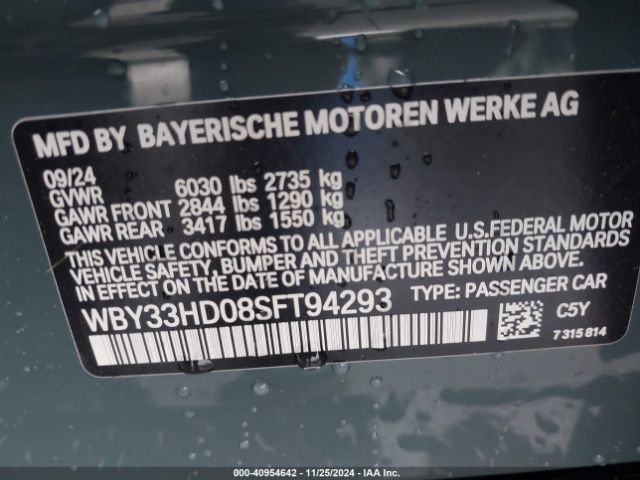 MFD BY BAYERISCHE MOTOREN WERKE AG
09/24
GVWR 6030 lbs 2735 kg
GAWR FRONT 2844 lbs 1290 kg
GAWR REAR 3417 lbs 1550 kg
THIS VEHICLE CONFORMS TO ALL APPLICABLE U.S.FEDERAL MOTOR
VEHICLE SAFETY, BUMPER AND THEFT PREVENTION STANDARDS
IN EFFECT ON THE DATE OF MANUFACTURE SHOWN ABOVE.
WBY33HD08SFT94293 TYPE: PASSENGER CAR
C5Y
7315814
000-40954642 - 11/25/2024 - IAA Inc.